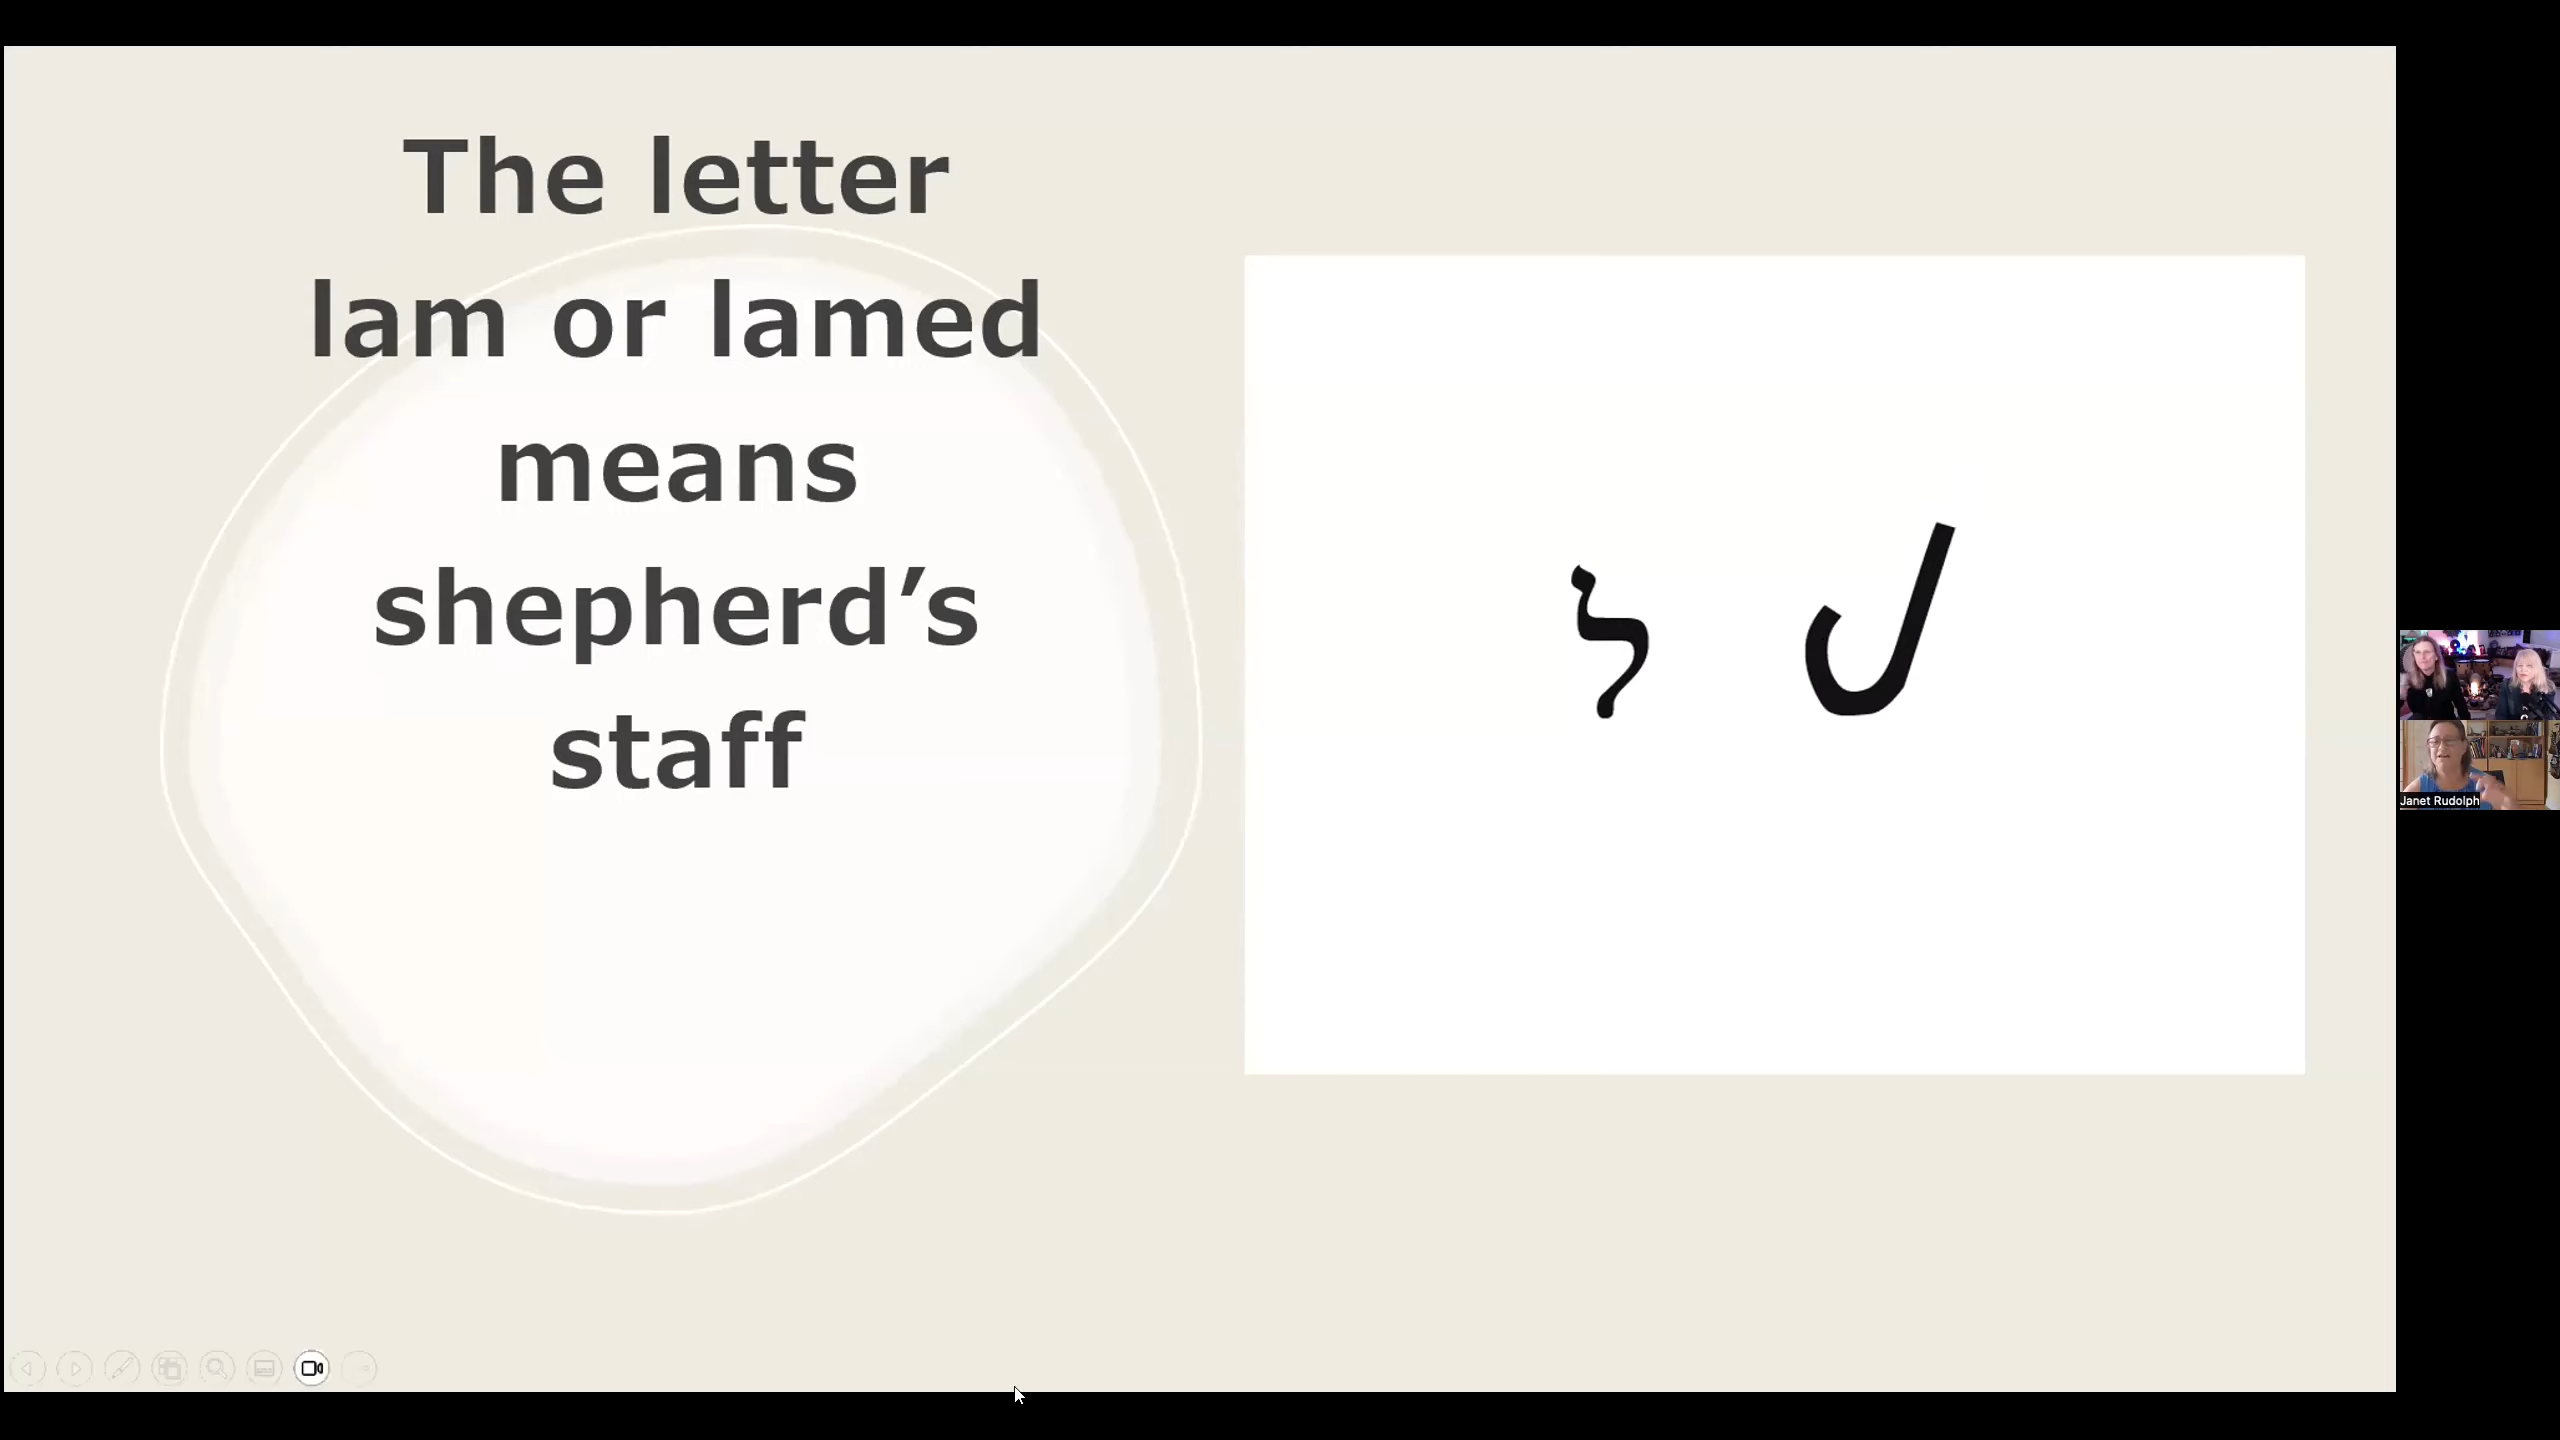 The letter
lam or lamed
means
shepherd’s
staff
ל
Janet Rudolph